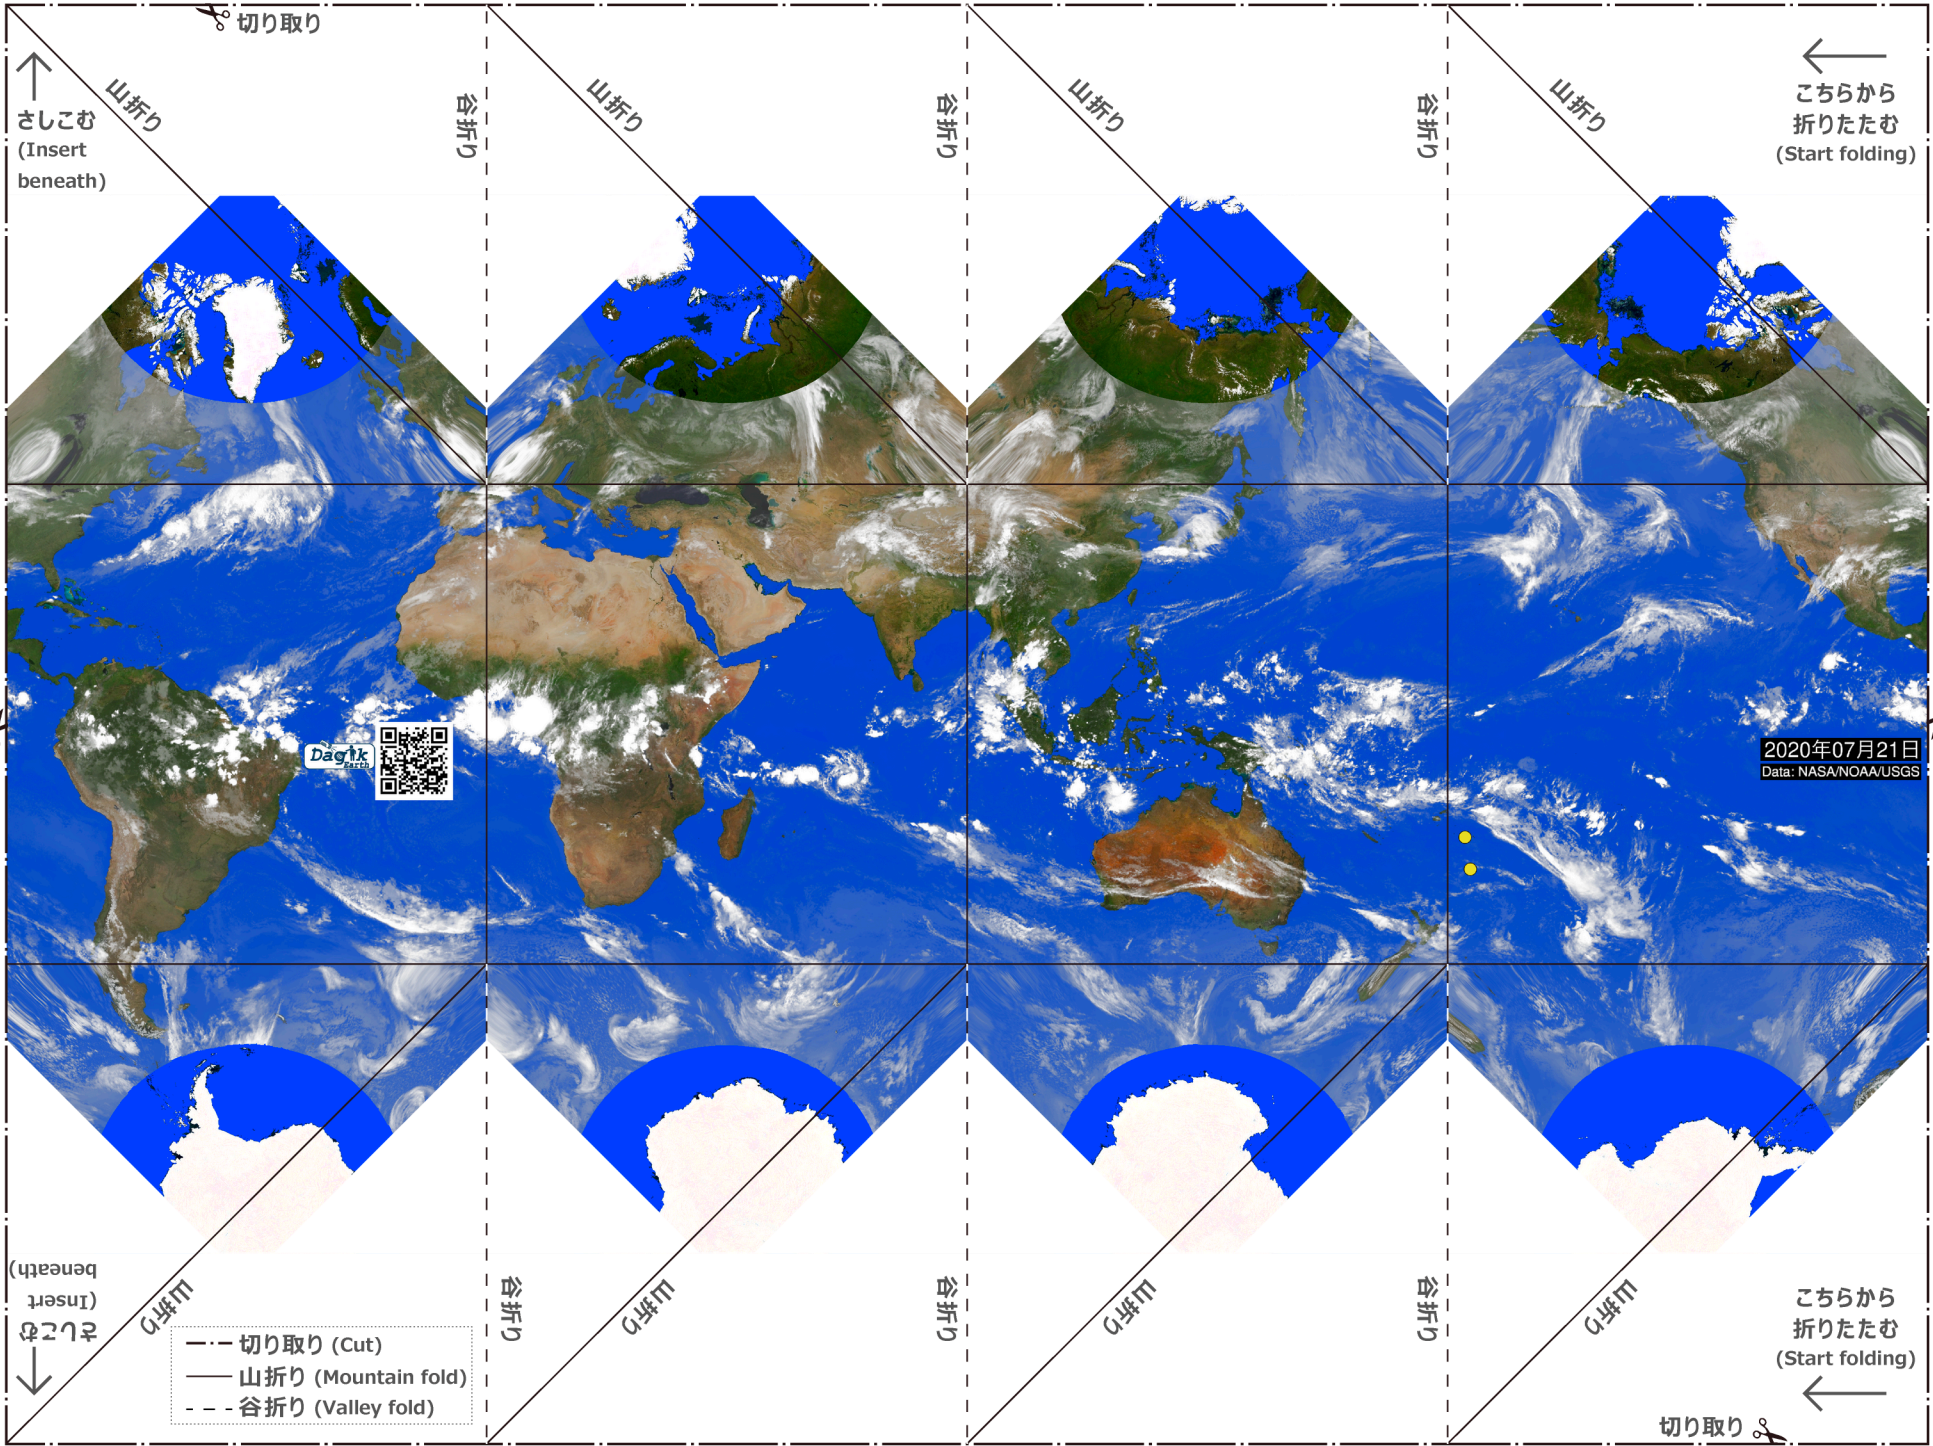 切り取り
山折り
谷折り
山折り
谷折り
山折り
谷折り
山折り
さしこむ
(Insert
beneath)
こちらから
折りたたむ
(Start folding)
Dagik
Earth
2020年07月21日
Data: NASA/NOAA/USGS
さしこむ
(Insert
beneath)
山折り
谷折り
山折り
谷折り
山折り
谷折り
山折り
こちらから
折りたたむ
(Start folding)
切り取り (Cut)
山折り (Mountain fold)
谷折り (Valley fold)
切り取り